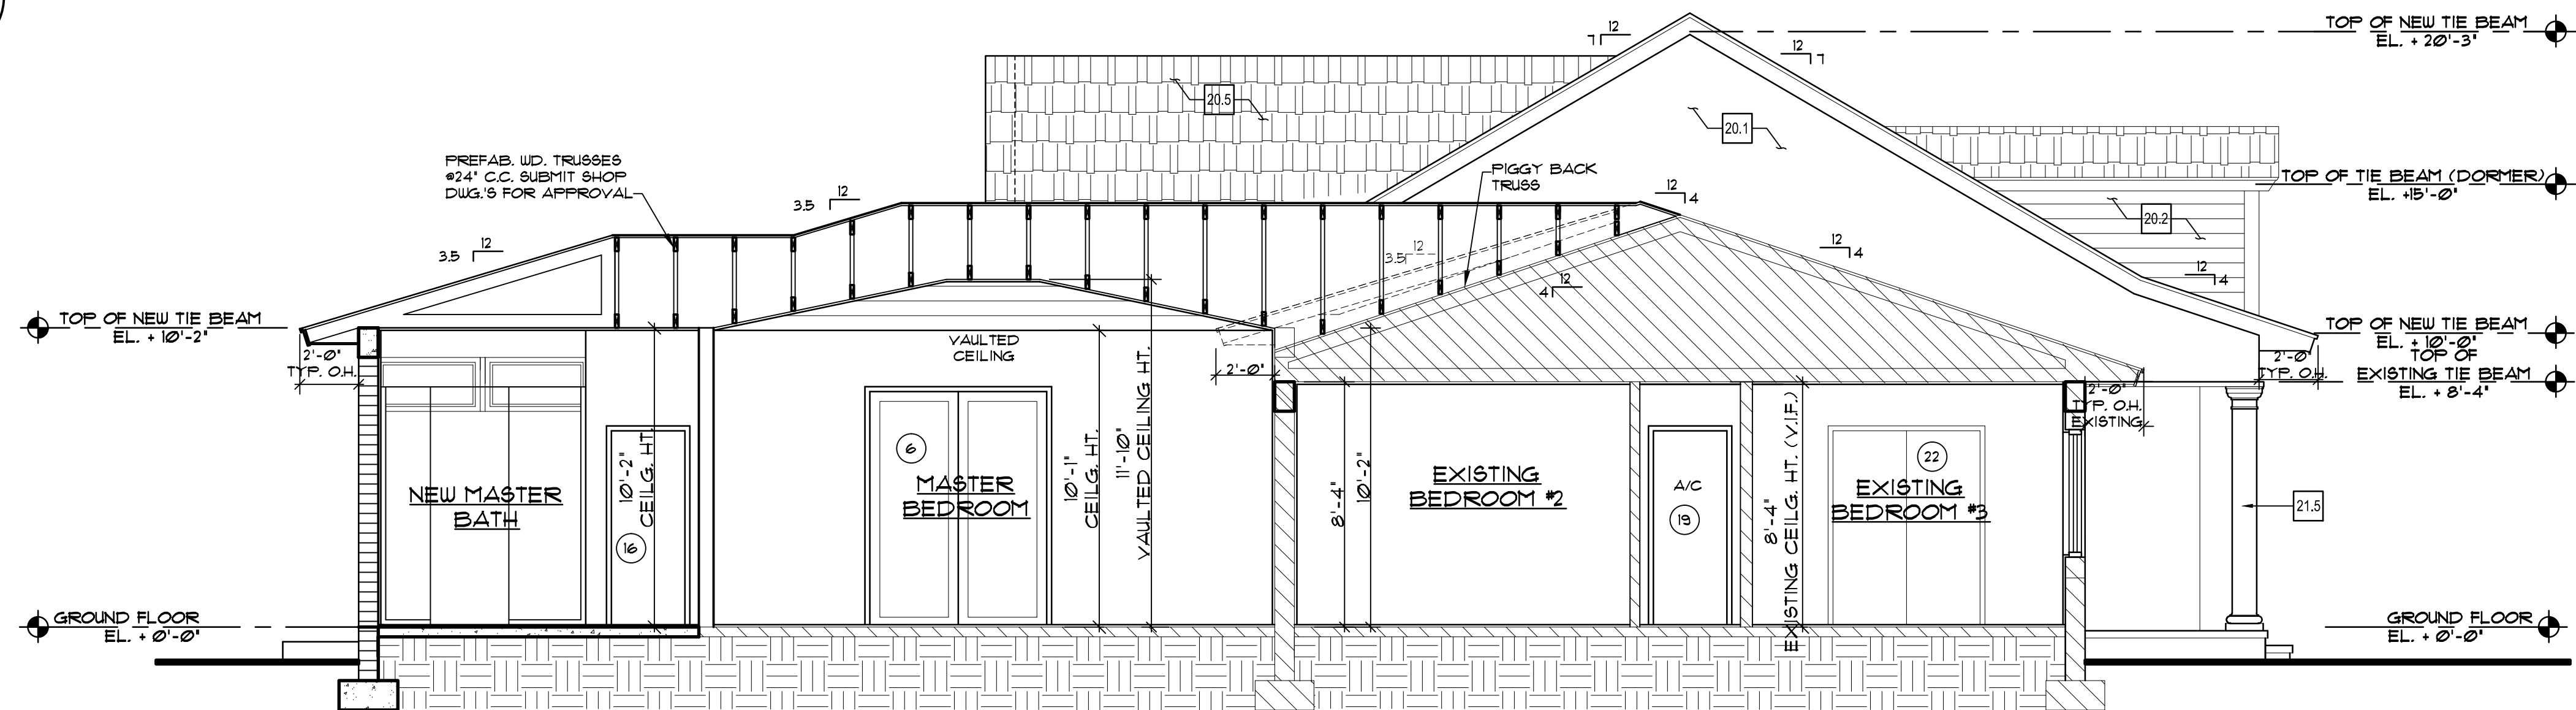 12
7
12
7
TOP OF NEW TIE BEAM
EL. + 20'-3"
20.5
20.1
PREFAB. WD. TRUSSES
@24" C.C. SUBMIT SHOP
DWG.'S FOR APPROVAL
PIGGY BACK
TRUSS
12
3.5
12
4
TOP OF TIE BEAM (DORMER)
EL. +15'-0"
20.2
12
3.5
12
3.5
12
4
12
4
12
4
TOP OF NEW TIE BEAM
EL. + 10'-2"
2'-0"
TYP. O.H.
VAULTED
CEILING
2'-0"
TOP OF NEW TIE BEAM
EL. + 10'-0"
2'-0"
TYP. O.H.
TOP OF
EXISTING TIE BEAM
EL. + 8'-4"
2'-0"
TYP. O.H.
EXISTING
NEW MASTER
BATH
16
10'-2"
CEILG. HT.
6
MASTER
BEDROOM
10'-1"
CEILG. HT.
11'-10"
VAULTED CEILING HT.
8'-4"
10'-2"
EXISTING
BEDROOM #2
A/C
19
8'-4"
EXISTING CEILG. HT. (V.I.F.)
22
EXISTING
BEDROOM #3
21.5
GROUND FLOOR
EL. + 0'-0"
GROUND FLOOR
EL. + 0'-0"